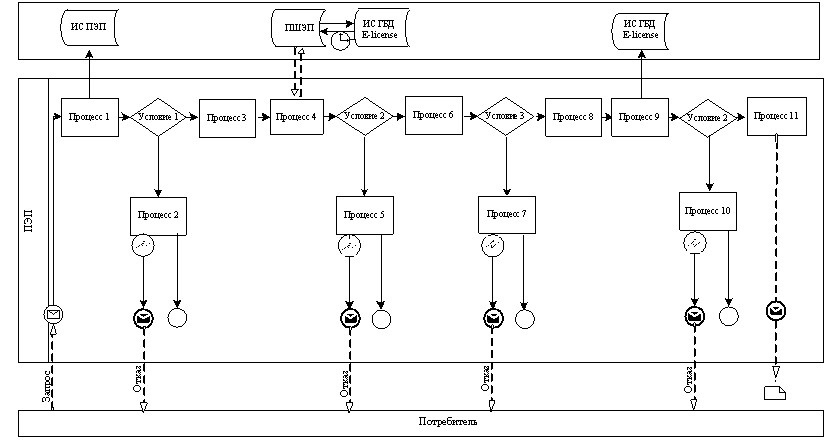 ИС ПЭП
ПШЭП
ИС ГБД
E-license
ИС ГБД
E-license
ПЭП
Процесс 1
Условие 1
Процесс 3
Процесс 4
Условие 2
Процесс 6
Условие 3
Процесс 8
Процесс 9
Условие 2
Процесс 11
Процесс 2
Процесс 5
Процесс 7
Процесс 10
Запрос
Отказ
Отказ
Отказ
Отказ
Потребитель